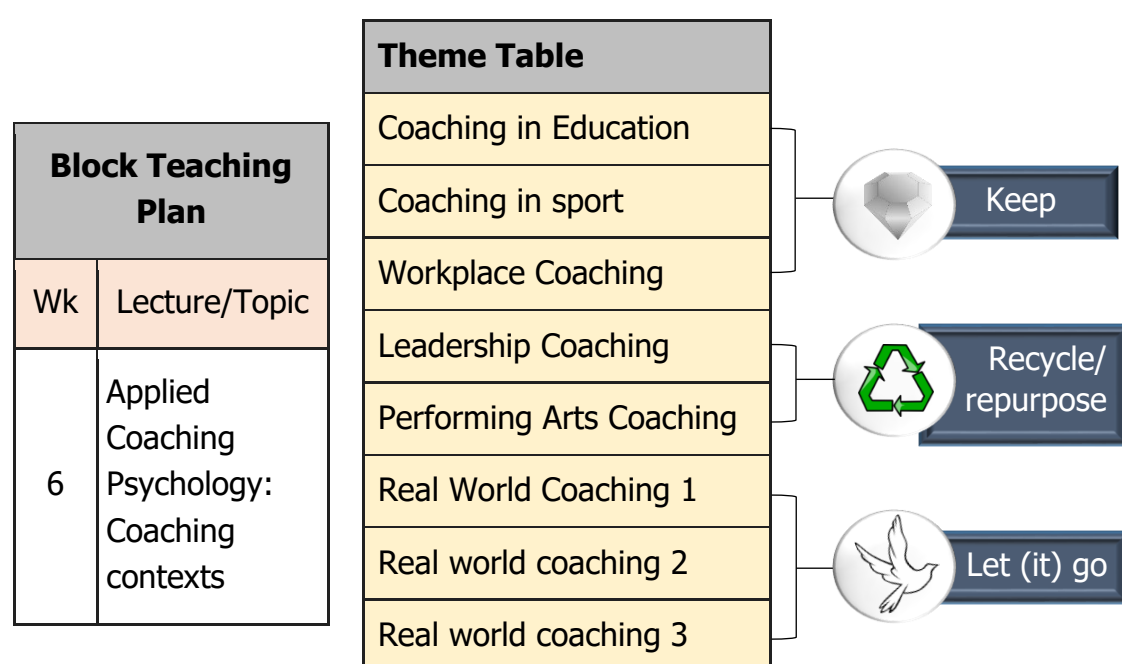 Block Teaching
Plan
Wk
Lecture/Topic
6
Applied
Coaching
Psychology:
Coaching
contexts
Theme Table
Coaching in Education
Coaching in sport
Workplace Coaching
Leadership Coaching
Performing Arts Coaching
Real World Coaching 1
Real world coaching 2
Real world coaching 3
Keep
Recycle/
repurpose
Let (it) go